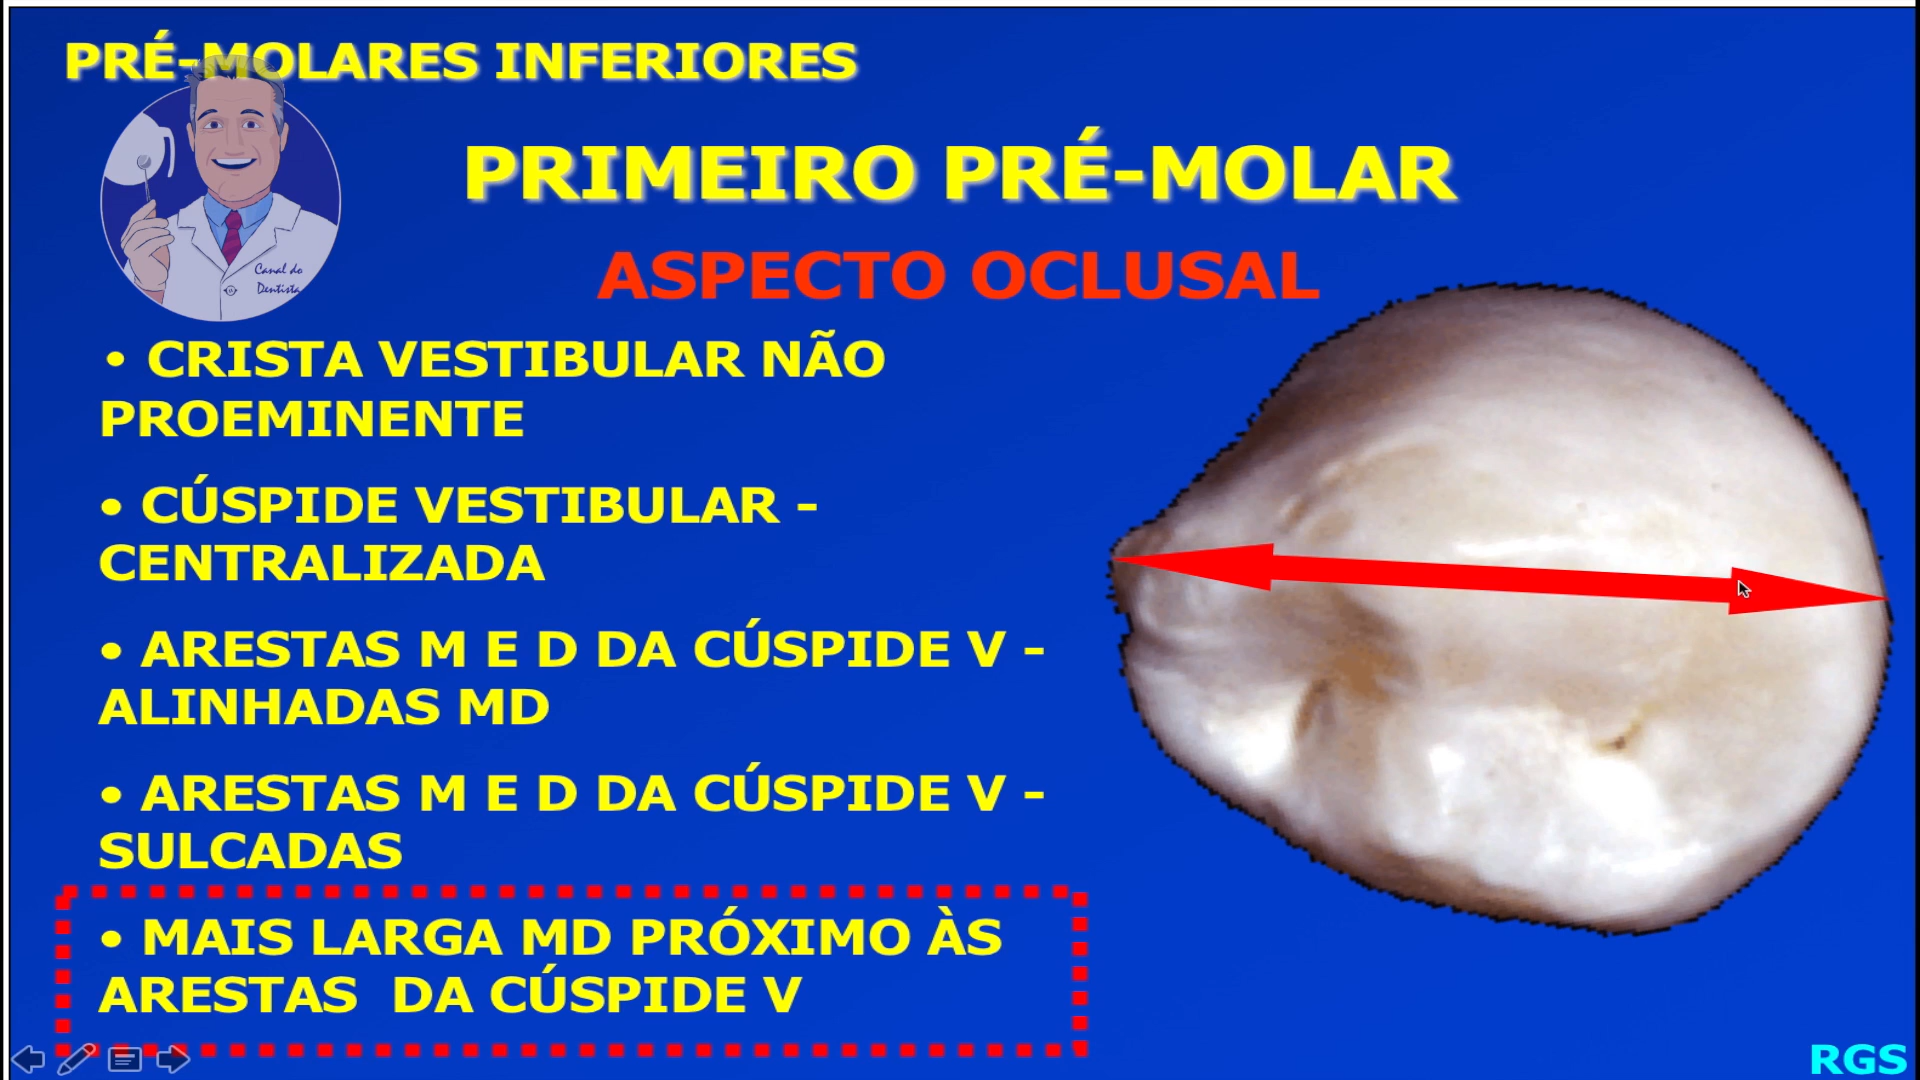 PRÉ-MOLARES INFERIORES
PRIMEIRO PRÉ-MOLAR
ASPECTO OCLUSAL
Canal do
Dentista
• CRISTA VESTIBULAR NÃO
PROEMINENTE
• CÚSPIDE VESTIBULAR -
CENTRALIZADA
• ARESTAS M E D DA CÚSPIDE V -
ALINHADAS MD
• ARESTAS M E D DA CÚSPIDE V -
SULCADAS
• MAIS LARGA MD PRÓXIMO ÀS
ARESTAS DA CÚSPIDE V
RGS